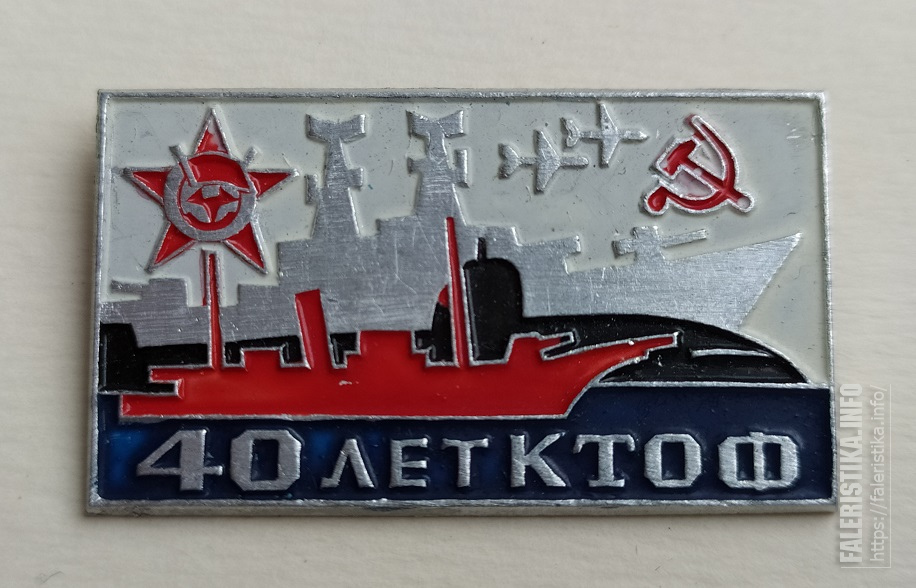 40 ЛЕТ КТОФ
FALERISTIKA.INFO
https://faleristika.info/